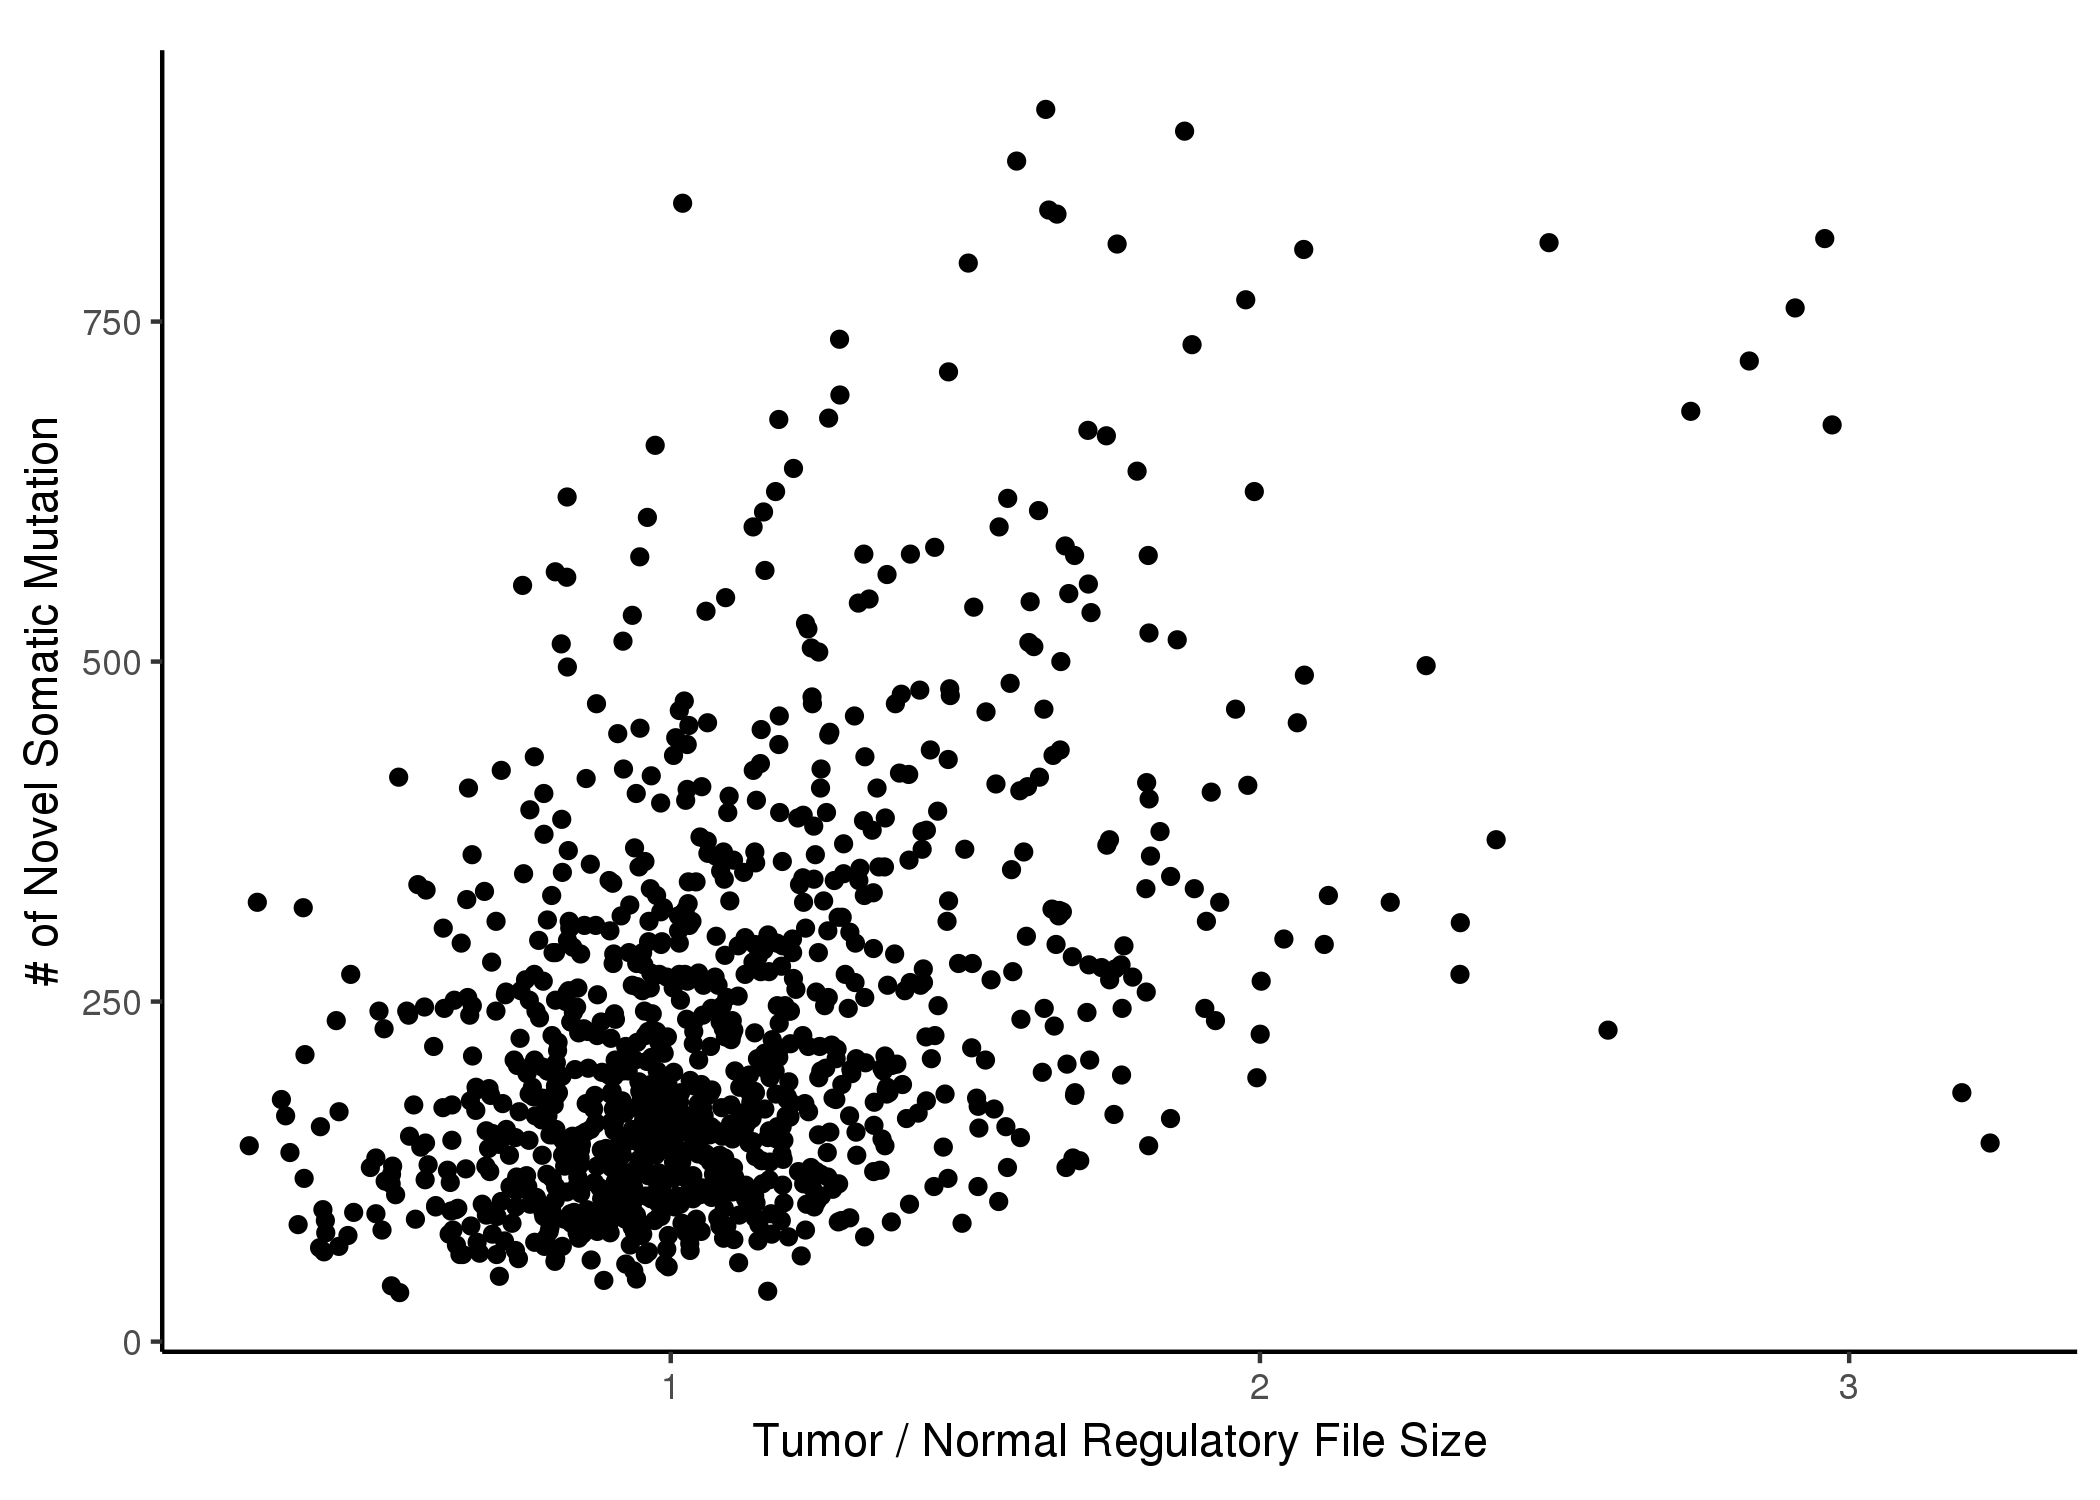 # of Novel Somatic Mutation
750
500
250
0
1 2 3
Tumor / Normal Regulatory File Size